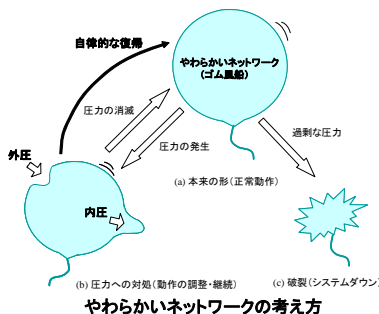 自律的な復帰
やわらかいネットワーク
(ゴム風船)
圧力の消滅
圧力の発生
過剰な圧力
外圧
内圧
(a) 本来の形(正常動作)
(b) 圧力への対処(動作の調整・継続)
(c) 破裂(システムダウン)
やわらかいネットワークの考え方